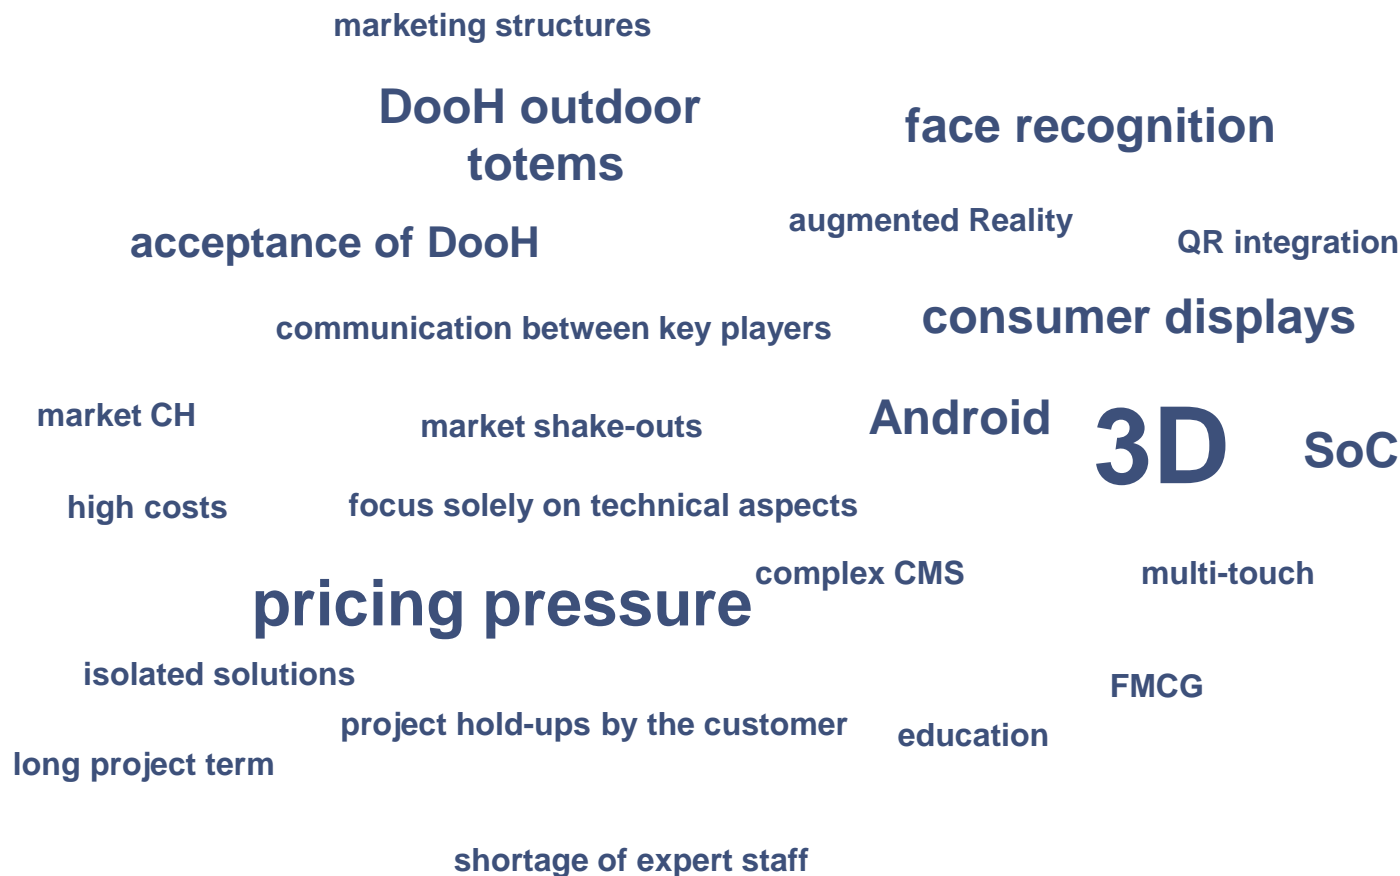 marketing structures
DooH outdoor
totems
face recognition
augmented Reality
acceptance of DooH
QR integration
communication between key players
consumer displays
market CH
market shake-outs
Android
3D
SoC
high costs
focus solely on technical aspects
complex CMS
multi-touch
pricing pressure
isolated solutions
FMCG
project hold-ups by the customer
education
long project term
shortage of expert staff